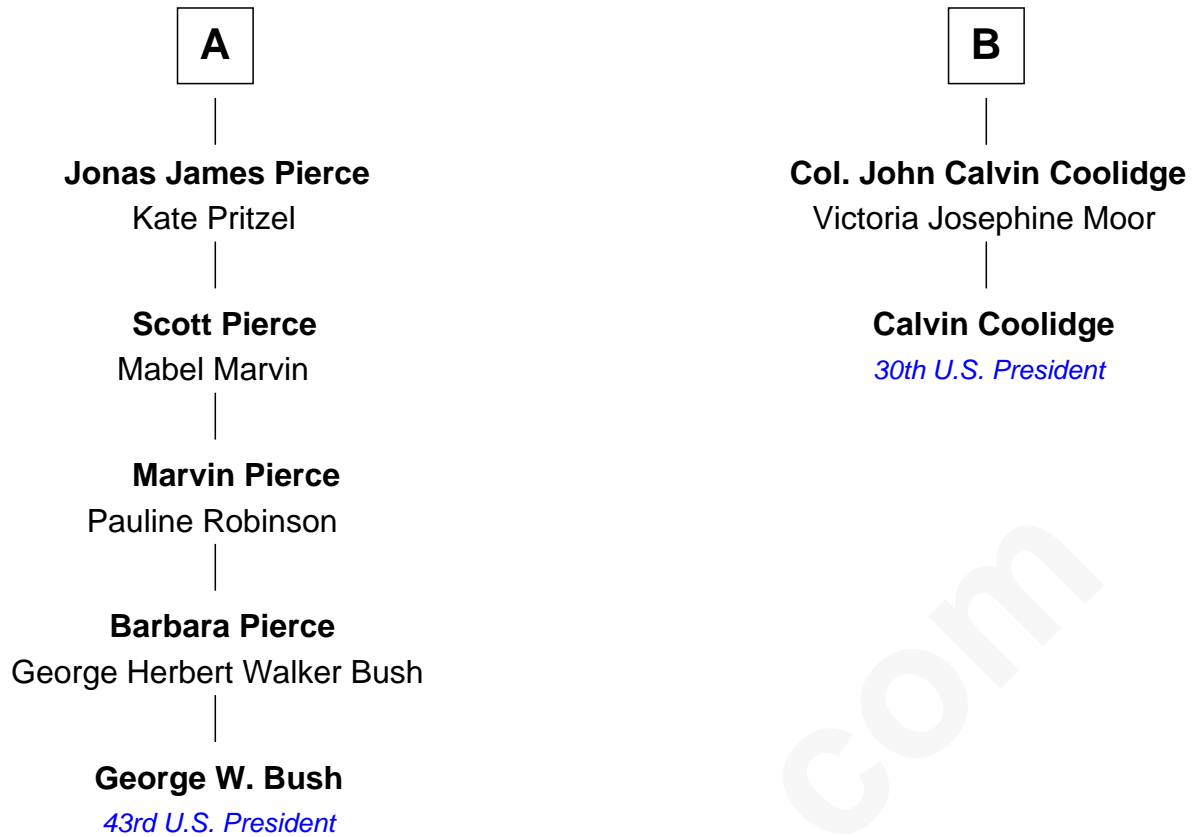 A
Jonas James Pierce
Kate Pritzel
Scott Pierce
Mabel Marvin
Marvin Pierce
Pauline Robinson
Barbara Pierce
George Herbert Walker Bush
George W. Bush
43rd U.S. President
B
Col. John Calvin Coolidge
Victoria Josephine Moor
Calvin Coolidge
30th U.S. President
com